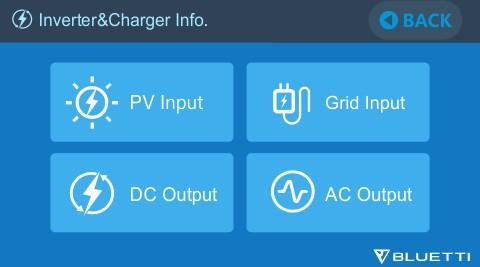 Inverter&Charger Info.
BACK
PV Input
Grid Input
DC Output
AC Output
BLUETTI